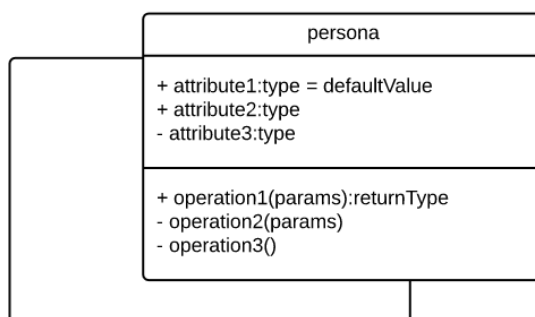 persona
+ attribute1:type = defaultValue
+ attribute2:type
- attribute3:type
+ operation1(params):returnType
- operation2(params)
- operation3()